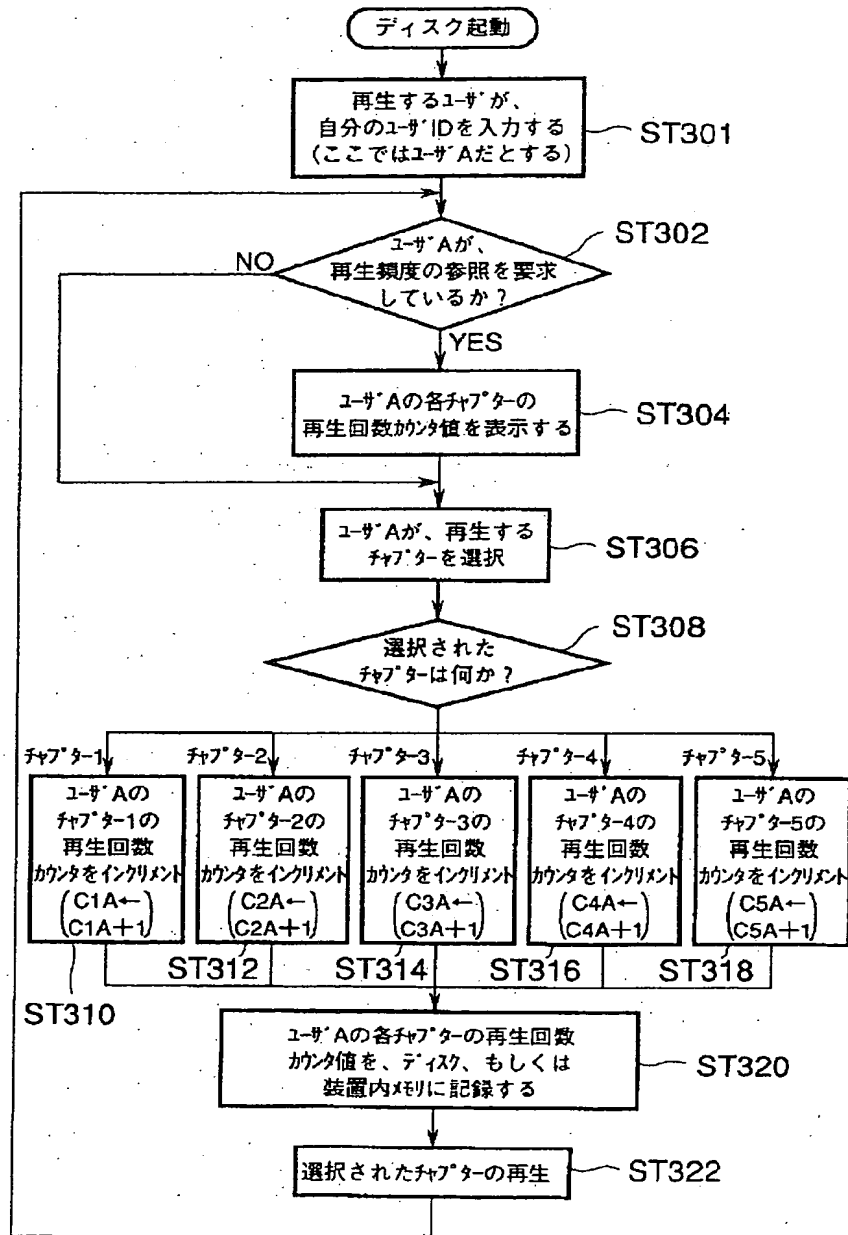 ディスク起動
再生するユーザが、
自分のユーザIDを入力する
(ここではユーザAだとする)
ST301
ユーザAが、
再生頻度の参照を要求
しているか?
ST302
NO
YES
ユーザAの各チャプターの
再生回数カウンタ値を表示する
ST304
ユーザAが、再生する
チャプターを選択
ST306
選択された
チャプターは何か?
ST308
チャプター1
チャプター2
チャプター3
チャプター4
チャプター5
ユーザAの
チャプター1の
再生回数
カウンタをインクリメント
(C1A←
C1A+1)
ST310
ユーザAの
チャプター2の
再生回数
カウンタをインクリメント
(C2A←
C2A+1)
ST312
ユーザAの
チャプター3の
再生回数
カウンタをインクリメント
(C3A←
C3A+1)
ST314
ユーザAの
チャプター4の
再生回数
カウンタをインクリメント
(C4A←
C4A+1)
ST316
ユーザAの
チャプター5の
再生回数
カウンタをインクリメント
(C5A←
C5A+1)
ST318
ユーザAの各チャプターの再生回数
カウンタ値を、ディスク、もしくは
装置内メモリに記録する
ST320
選択されたチャプターの再生
ST322